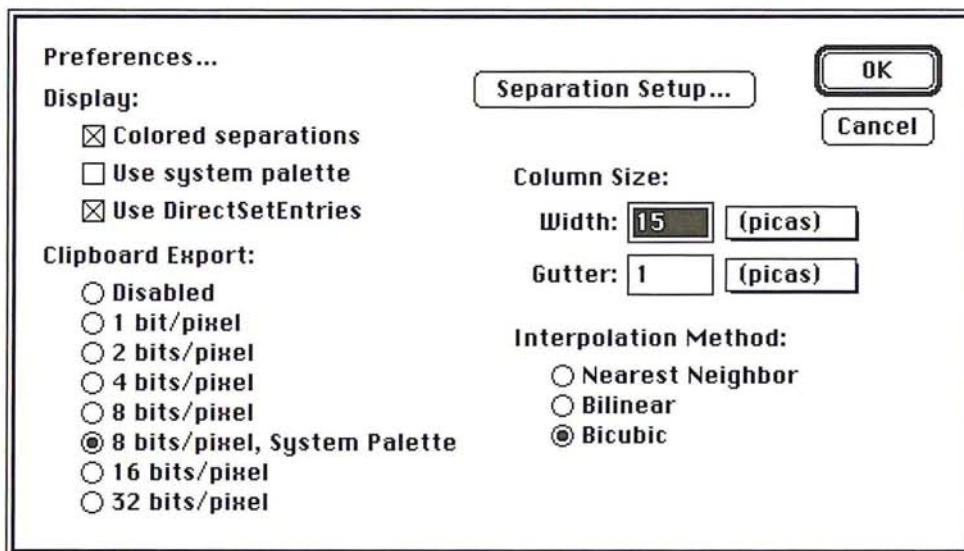 Preferences...
Display:
Colored separations
Use system palette
Use DirectSetEntries
Clipboard Export:
Disabled
1 bit/pixel
2 bits/pixel
4 bits/pixel
8 bits/pixel
8 bits/pixel, System Palette
16 bits/pixel
32 bits/pixel
Separation Setup...
OK
Cancel
Column Size:
Width: 15 (picas)
Gutter: 1 (picas)
Interpolation Method:
Nearest Neighbor
Bilinear
Bicubic